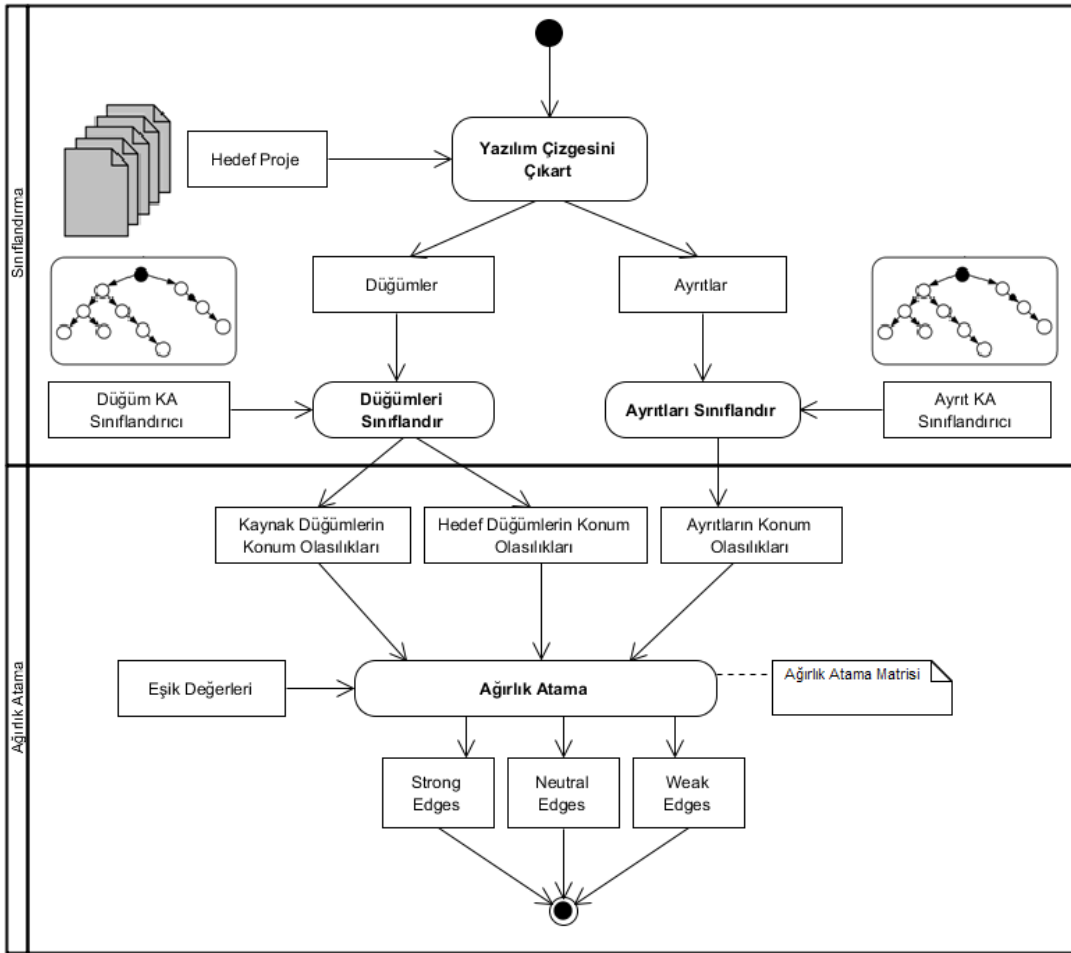 Sınıflandırma
Hedef Proje
Yazılım Çizgesini
Çıkart
Düğümler
Ayrıtlar
Düğüm KA
Sınıflandırıcı
Düğümleri
Sınıflandır
Ayrıtları Sınıflandır
Ayrıt KA
Sınıflandırıcı
Ağırlık Atama
Kaynak Düğümlerin
Konum Olasılıkları
Hedef Düğümlerin Konum
Olasılıkları
Ayrıtların Konum
Olasılıkları
Eşik Değerleri
Ağırlık Atama
Ağırlık Atama Matrisi
Strong
Edges
Neutral
Edges
Weak
Edges